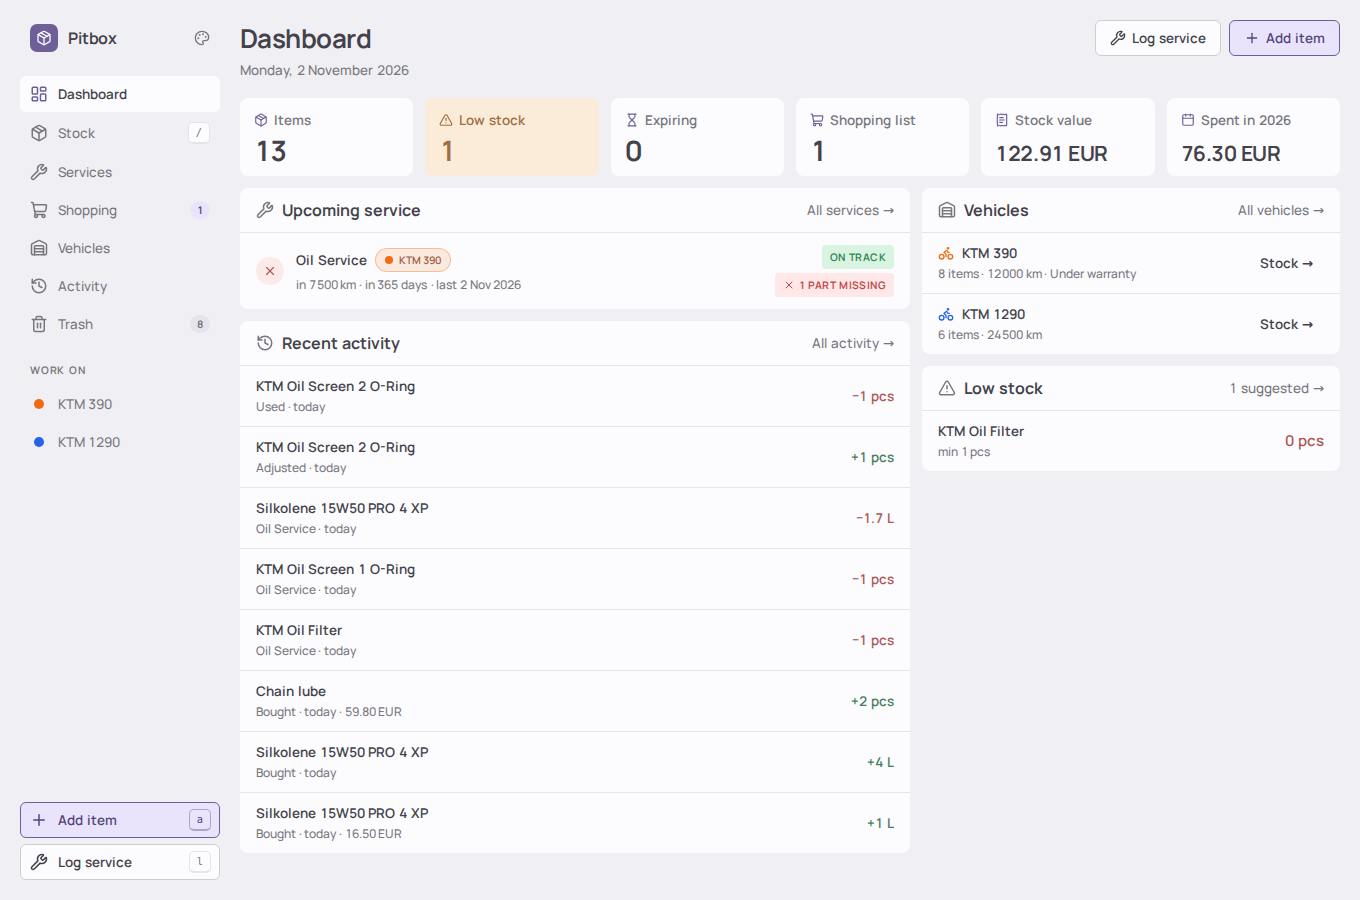 Pitbox
Dashboard
Stock /
Services
Shopping 1
Vehicles
Activity
Trash 8
WORK ON
KTM 390
KTM 1290
Add item a
Log service l
Dashboard
Monday, 2 November 2026
Log service
Add item
Items
13
Low stock
1
Expiring
0
Shopping list
1
Stock value
122.91 EUR
Spent in 2026
76.30 EUR
Upcoming service
All services →
Oil Service KTM 390
in 7 500 km · in 365 days · last 2 Nov 2026
ON TRACK
1 PART MISSING
Recent activity
All activity →
KTM Oil Screen 2 O-Ring
Used · today
−1 pcs
KTM Oil Screen 2 O-Ring
Adjusted · today
+1 pcs
Silkolene 15W50 PRO 4 XP
Oil Service · today
−1.7 L
KTM Oil Screen 1 O-Ring
Oil Service · today
−1 pcs
KTM Oil Filter
Oil Service · today
−1 pcs
Chain lube
Bought · today · 59.80 EUR
+2 pcs
Silkolene 15W50 PRO 4 XP
Bought · today
+4 L
Silkolene 15W50 PRO 4 XP
Bought · today · 16.50 EUR
+1 L
Vehicles
All vehicles →
KTM 390
8 items · 12 000 km · Under warranty
Stock →
KTM 1290
6 items · 24 500 km
Stock →
Low stock
1 suggested →
KTM Oil Filter
min 1 pcs
0 pcs